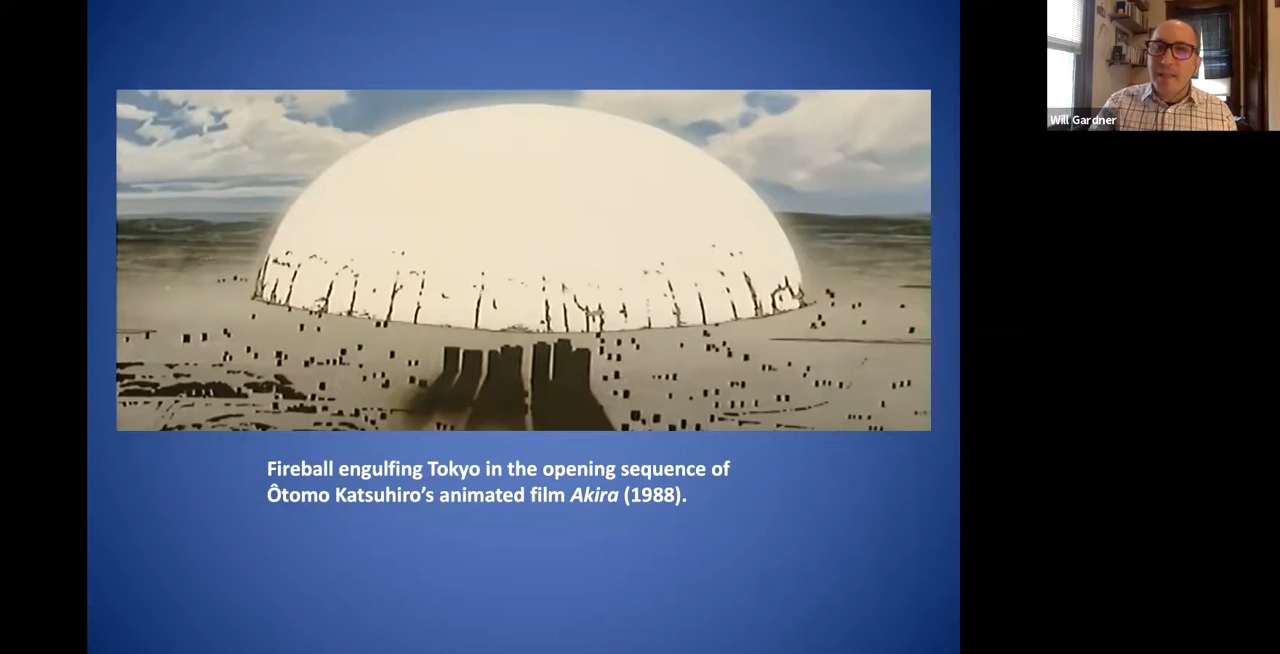 Will Gardner
Fireball engulfing Tokyo in the opening sequence of
Ôtomo Katsuhiro’s animated film Akira (1988).